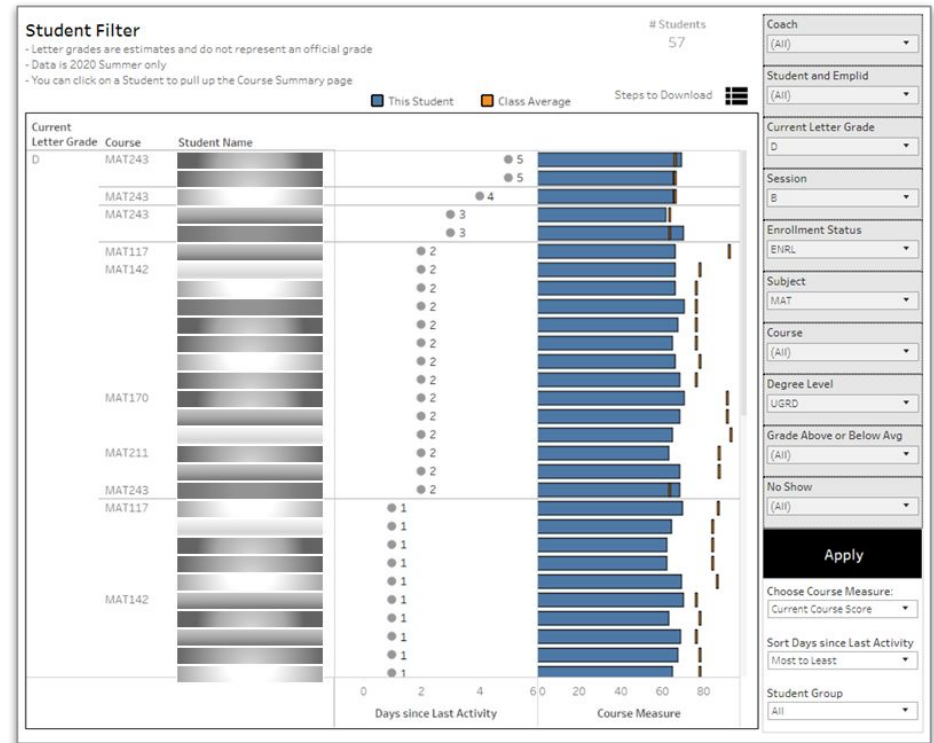 Student Filter
- Letter grades are estimates and do not represent an official grade
- Data is 2020 Summer only
- You can click on a Student to pull up the Course Summary page
# Students
57
This Student
Class Average
Steps to Download
Current
Letter Grade Course Student Name
D MAT243 5
5
MAT243 4
MAT243 3
3
MAT117 2
MAT142 2
2
2
2
2
2
2
MAT170 2
2
2
MAT211 2
2
MAT243 2
MAT117 1
1
1
1
1
MAT142 1
1
1
1
1
0 2 4 6 0 20 40 60 80
Days since Last Activity Course Measure
Coach
(All)
Student and Emplid
(All)
Current Letter Grade
D
Session
B
Enrollment Status
ENRL
Subject
MAT
Course
(All)
Degree Level
UGRD
Grade Above or Below Avg
(All)
No Show
(All)
Apply
Choose Course Measure:
Current Course Score
Sort Days since Last Activity
Most to Least
Student Group
All